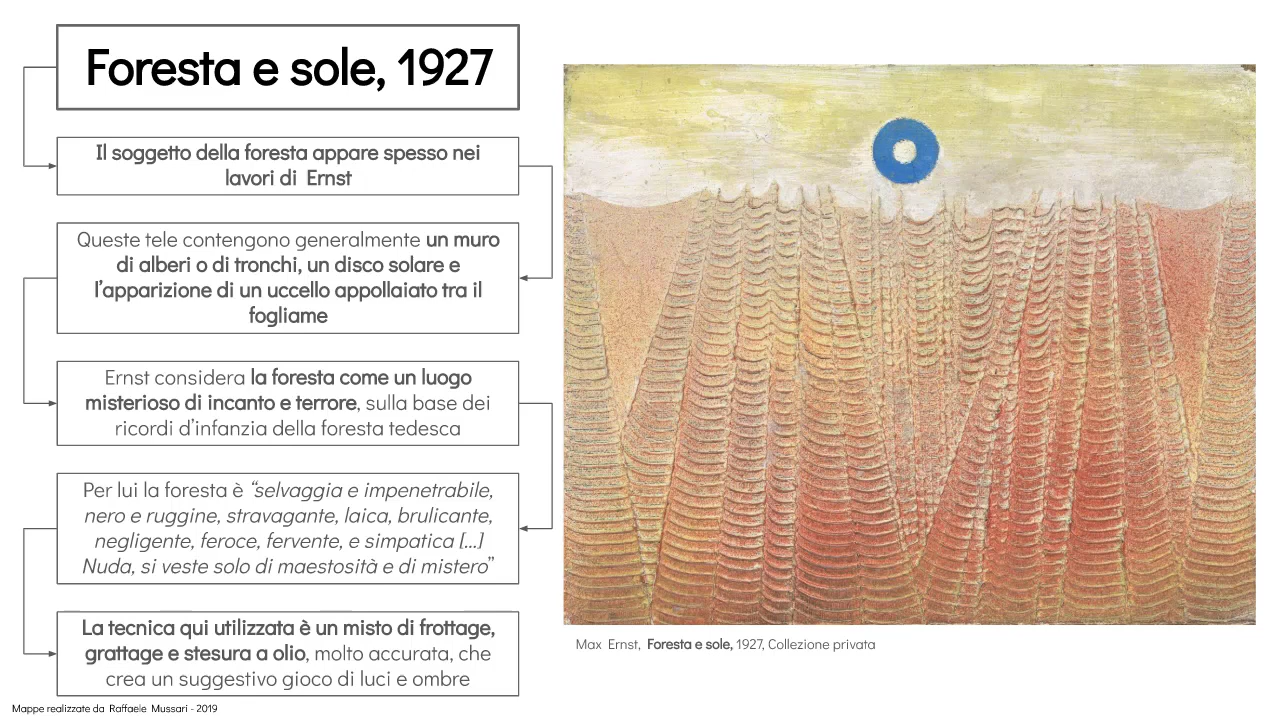 Foresta e sole, 1927
Il soggetto della foresta appare spesso nei
lavori di Ernst
Queste tele contengono generalmente un muro
di alberi o di tronchi, un disco solare e
l'apparizione di un uccello appollaiato tra il
fogliame
Ernst considera la foresta come un luogo
misterioso di incanto e terrore, sulla base dei
ricordi d'infanzia della foresta tedesca
Per lui la foresta è “selvaggia e impenetrabile,
nero e ruggine, stravagante, laica, brulicante,
negligente, feroce, fervente, e simpatica [...]
Nuda, si veste solo di maestosità e di mistero”
La tecnica qui utilizzata è un misto di frottage,
grattage e stesura a olio, molto accurata, che
crea un suggestivo gioco di luci e ombre
Max Ernst, Foresta e sole, 1927, Collezione privata
Mappe realizzate da Raffaele Mussari - 2019